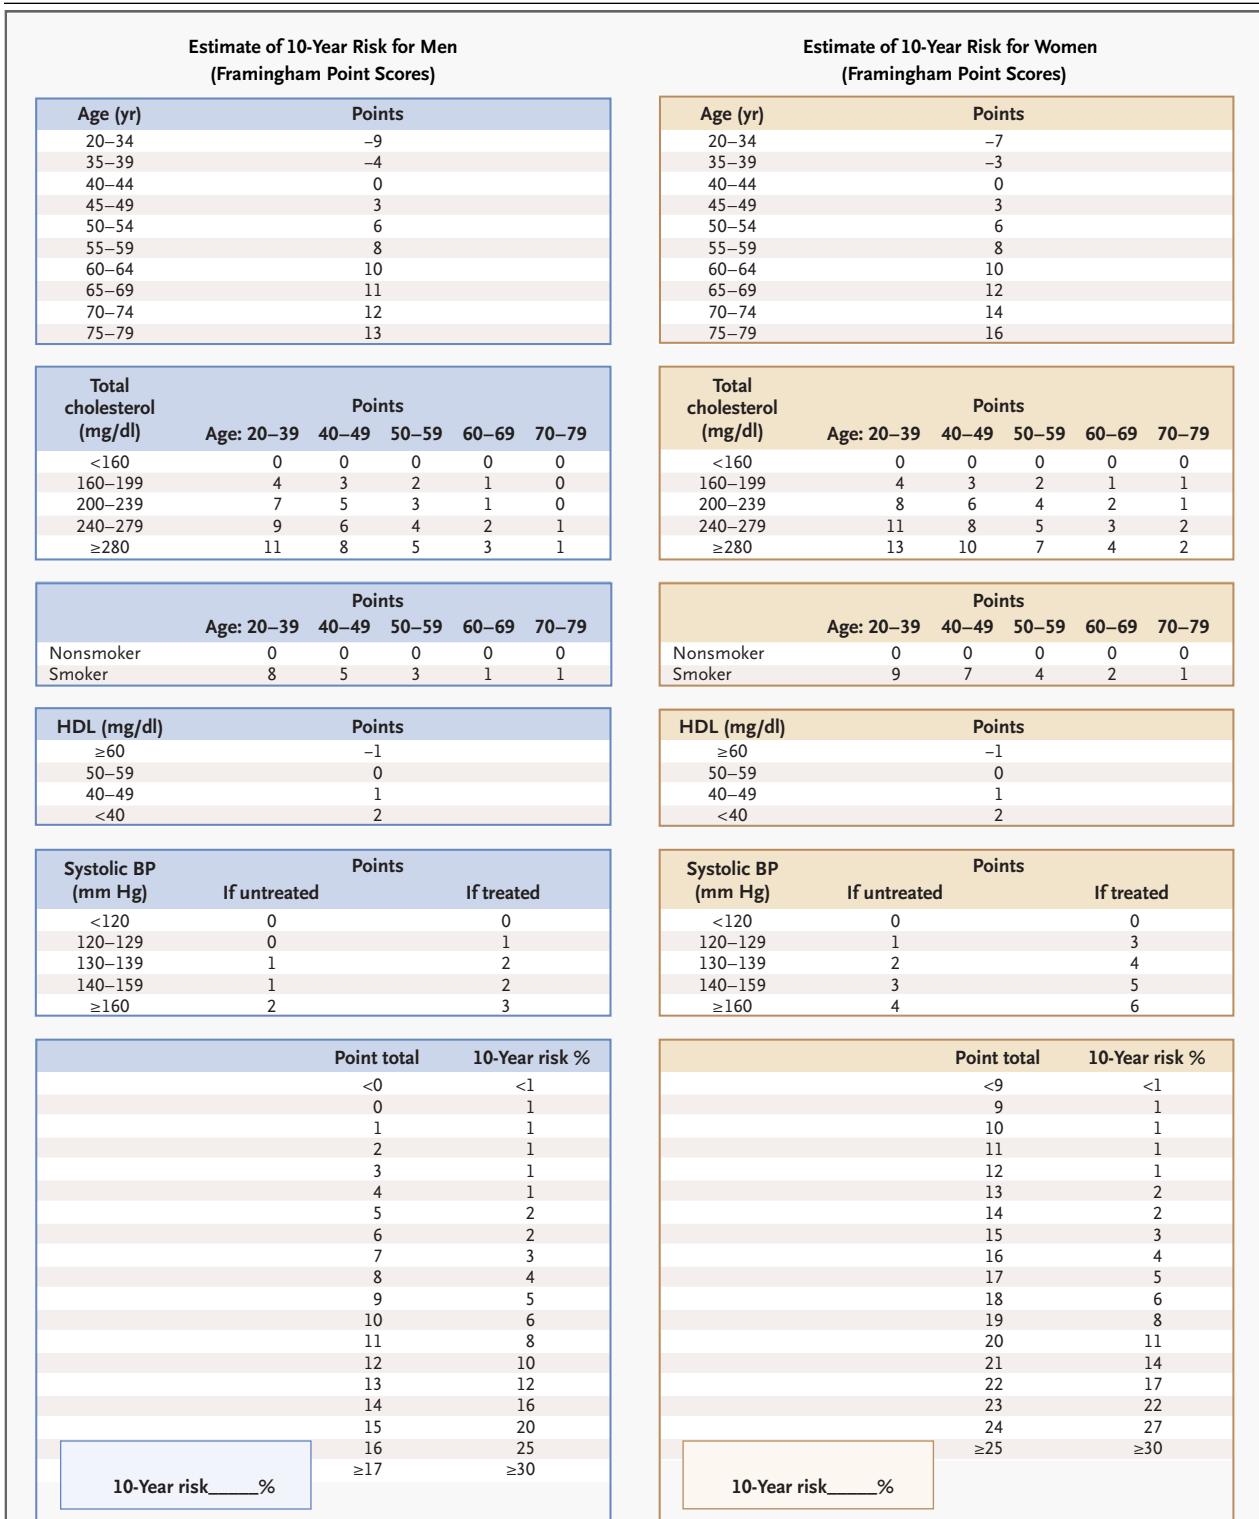 Estimate of 10-Year Risk for Men
(Framingham Point Scores)
Age (yr) Points
20–34 –9
35–39 –4
40–44 0
45–49 3
50–54 6
55–59 8
60–64 10
65–69 11
70–74 12
75–79 13
Total
cholesterol Points
(mg/dl) Age: 20–39 40–49 50–59 60–69 70–79
<160 0 0 0 0 0
160–199 4 3 2 1 0
200–239 7 5 3 1 0
240–279 9 6 4 2 1
≥280 11 8 5 3 1
Points
Age: 20–39 40–49 50–59 60–69 70–79
Nonsmoker 0 0 0 0 0
Smoker 8 5 3 1 1
HDL (mg/dl) Points
≥60 –1
50–59 0
40–49 1
<40 2
Systolic BP Points
(mm Hg) If untreated If treated
<120 0 0
120–129 0 1
130–139 1 2
140–159 1 2
≥160 2 3
Point total 10-Year risk %
<0 <1
0 1
1 1
2 1
3 1
4 1
5 2
6 2
7 3
8 4
9 5
10 6
11 8
12 10
13 12
14 16
15 20
16 25
≥17 ≥30
10-Year risk_____%
Estimate of 10-Year Risk for Women
(Framingham Point Scores)
Age (yr) Points
20–34 –7
35–39 –3
40–44 0
45–49 3
50–54 6
55–59 8
60–64 10
65–69 12
70–74 14
75–79 16
Total
cholesterol Points
(mg/dl) Age: 20–39 40–49 50–59 60–69 70–79
<160 0 0 0 0 0
160–199 4 3 2 1 1
200–239 8 6 4 2 1
240–279 11 8 5 3 2
≥280 13 10 7 4 2
Points
Age: 20–39 40–49 50–59 60–69 70–79
Nonsmoker 0 0 0 0 0
Smoker 9 7 4 2 1
HDL (mg/dl) Points
≥60 –1
50–59 0
40–49 1
<40 2
Systolic BP Points
(mm Hg) If untreated If treated
<120 0 0
120–129 1 3
130–139 2 4
140–159 3 5
≥160 4 6
Point total 10-Year risk %
<9 <1
9 1
10 1
11 1
12 1
13 2
14 2
15 3
16 4
17 5
18 6
19 8
20 11
21 14
22 17
23 22
24 27
≥25 ≥30
10-Year risk_____%